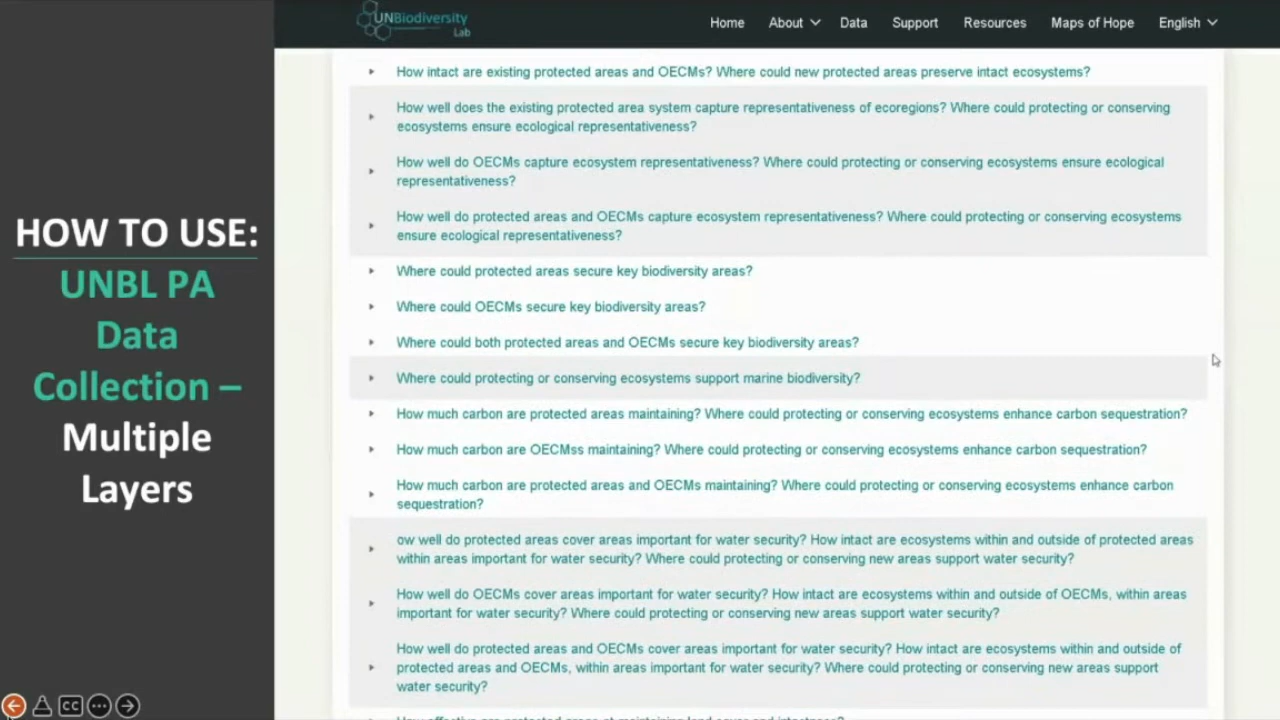 UNBiodiversity
Lab
Home
About
Data
Support
Resources
Maps of Hope
English
HOW TO USE:
UNBL PA
Data
Collection –
Multiple
Layers
How intact are existing protected areas and OECMs? Where could new protected areas preserve intact ecosystems?
How well does the existing protected area system capture representativeness of ecoregions? Where could protecting or conserving
ecosystems ensure ecological representativeness?
How well do OECMs capture ecosystem representativeness? Where could protecting or conserving ecosystems ensure ecological
representativeness?
How well do protected areas and OECMs capture ecosystem representativeness? Where could protecting or conserving ecosystems
ensure ecological representativeness?
Where could protected areas secure key biodiversity areas?
Where could OECMs secure key biodiversity areas?
Where could both protected areas and OECMs secure key biodiversity areas?
Where could protecting or conserving ecosystems support marine biodiversity?
How much carbon are protected areas maintaining? Where could protecting or conserving ecosystems enhance carbon sequestration?
How much carbon are OECMss maintaining? Where could protecting or conserving ecosystems enhance carbon sequestration?
How much carbon are protected areas and OECMs maintaining? Where could protecting or conserving ecosystems enhance carbon
sequestration?
ow well do protected areas cover areas important for water security? How intact are ecosystems within and outside of protected areas
within areas important for water security? Where could protecting or conserving new areas support water security?
How well do OECMs cover areas important for water security? How intact are ecosystems within and outside of OECMs, within areas
important for water security? Where could protecting or conserving new areas support water security?
How well do protected areas and OECMs cover areas important for water security? How intact are ecosystems within and outside of
protected areas and OECMs, within areas important for water security? Where could protecting or conserving new areas support
water security?
How effective are protected areas at maintaining land cover and intactness?
CC